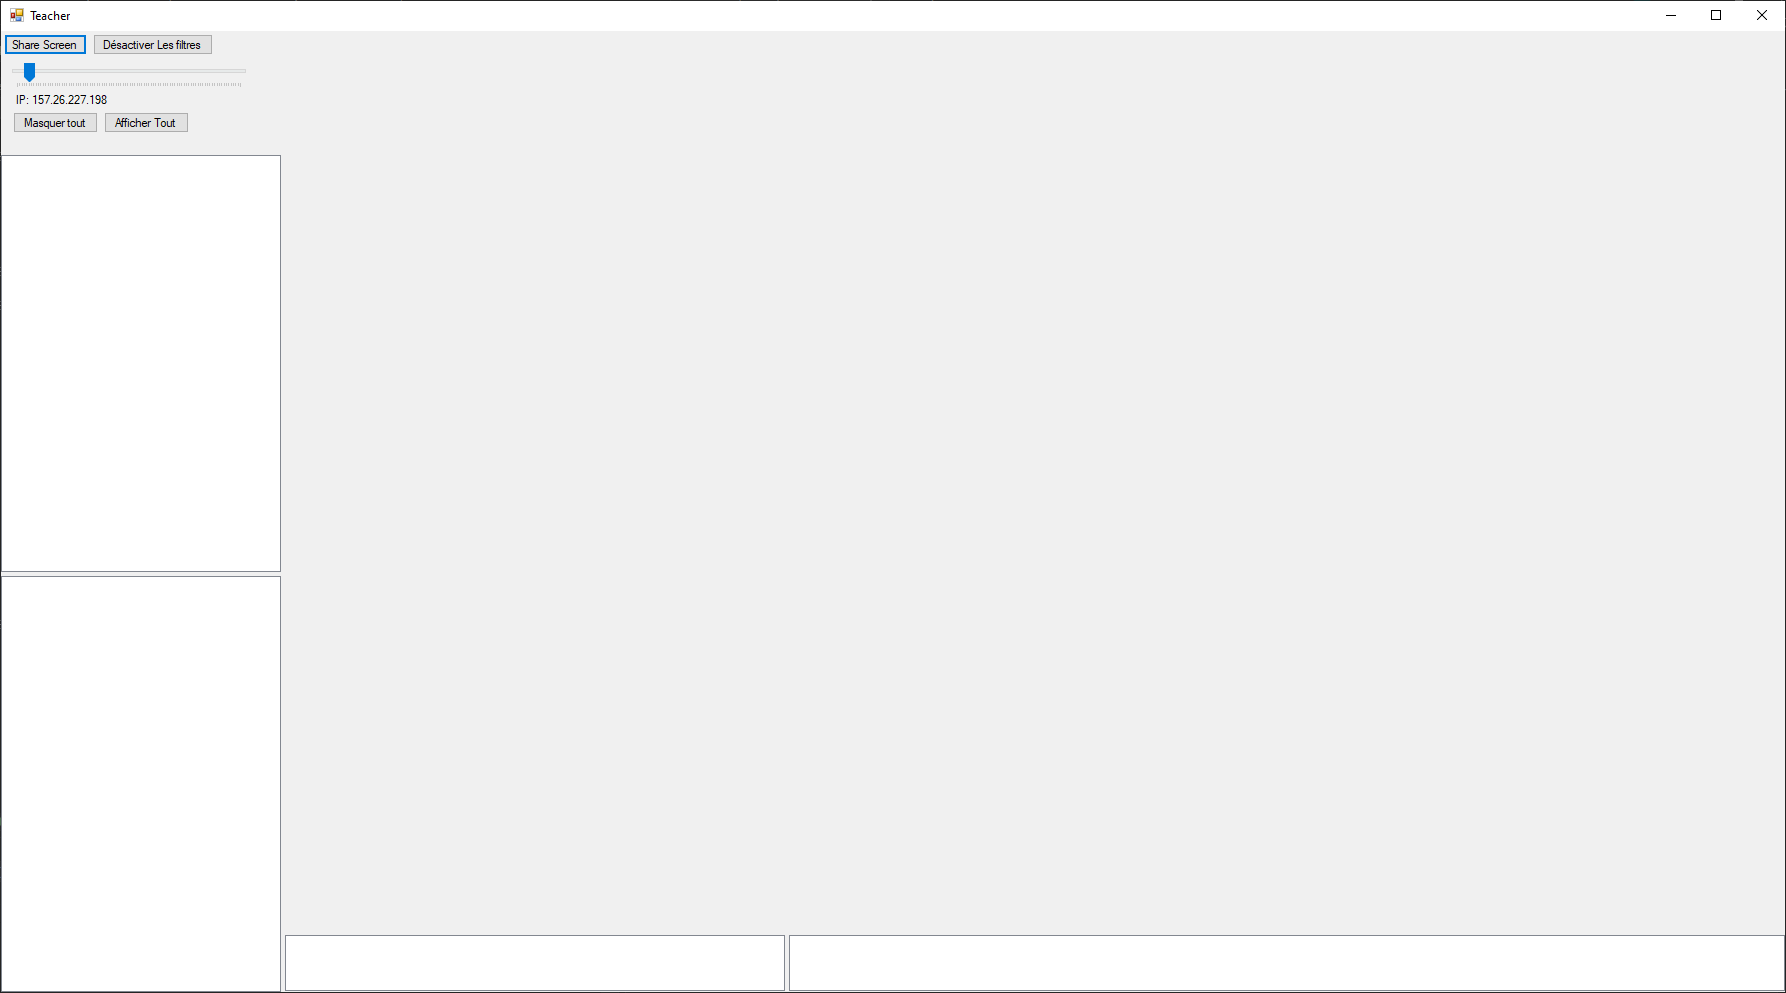 Teacher
Share Screen Désactiver Les filtres
IP: 157.26.227.198
Masquer tout Afficher Tout